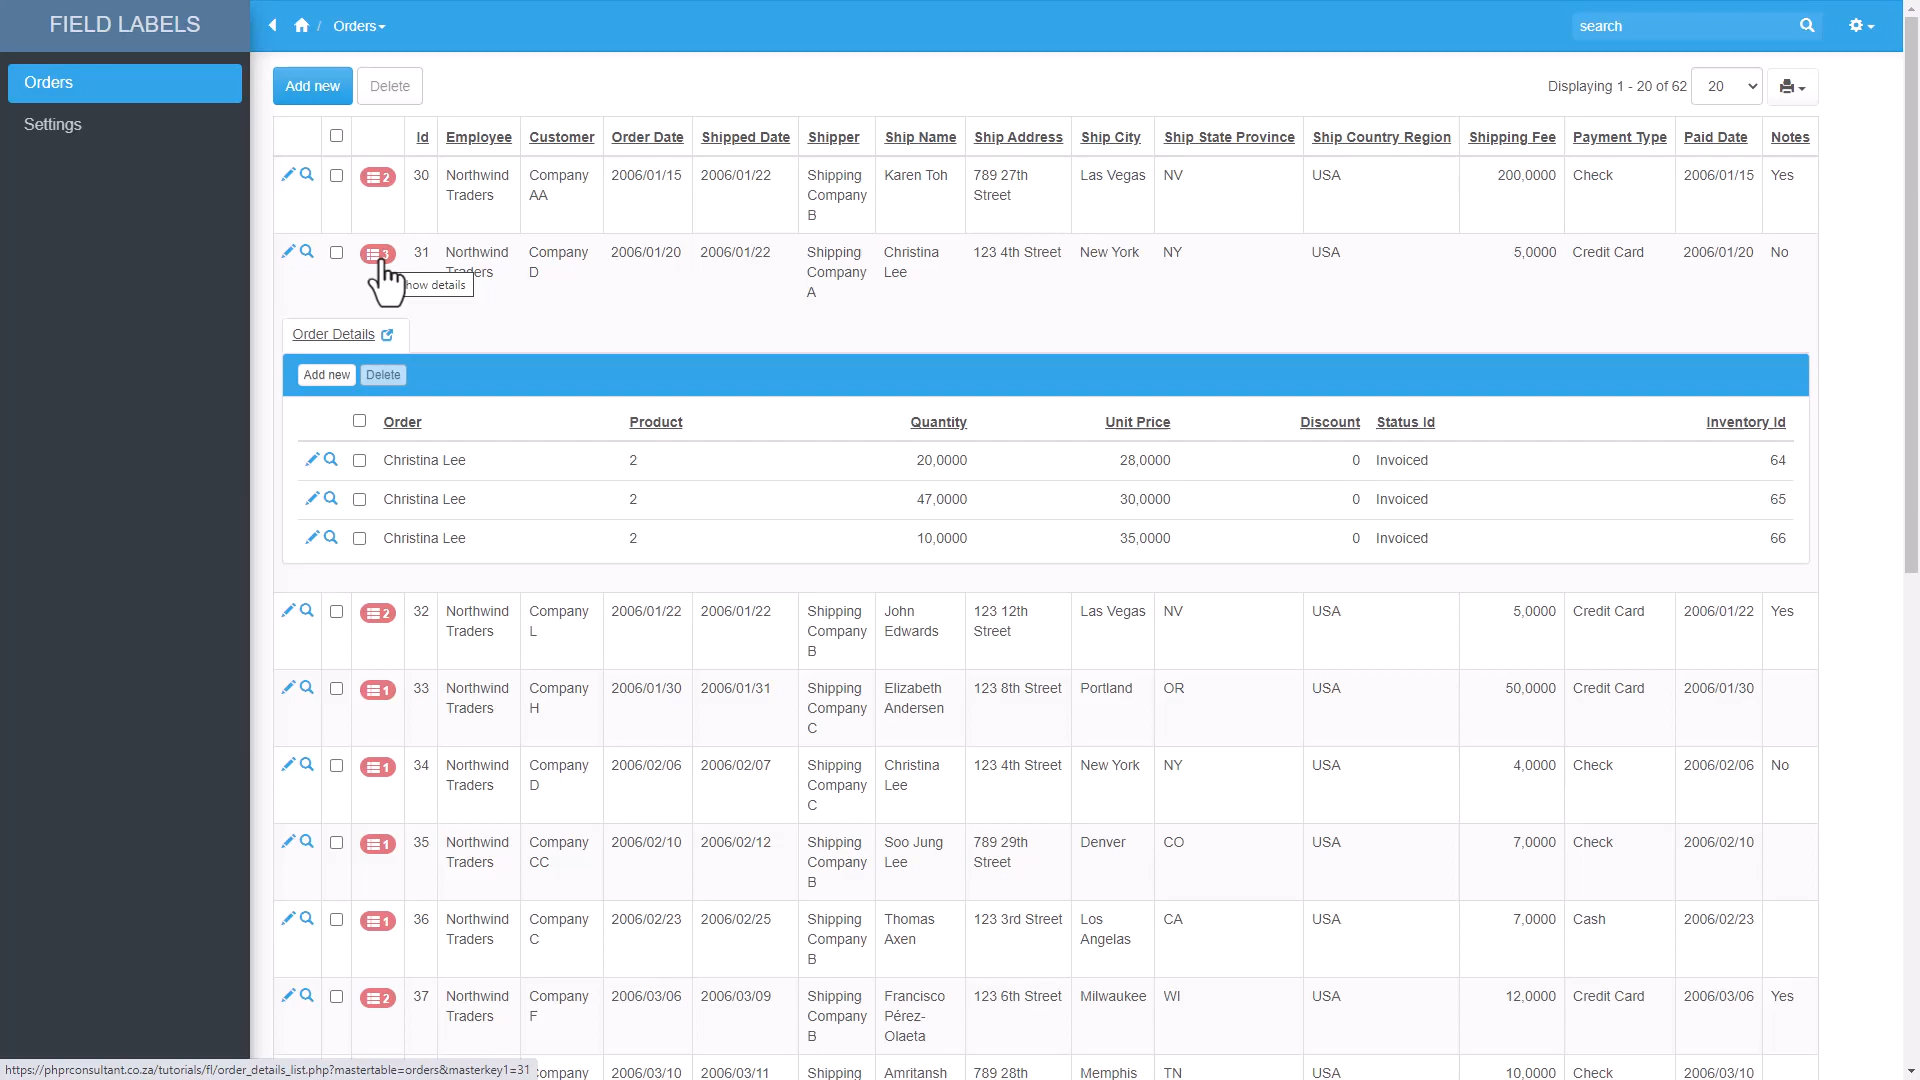 FIELD LABELS
/ Orders
search
Orders
Settings
Add new Delete
Displaying 1 - 20 of 62 20
Id Employee Customer Order Date Shipped Date Shipper Ship Name Ship Address Ship City Ship State Province Ship Country Region Shipping Fee Payment Type Paid Date Notes
2 30 Northwind Company 2006/01/15 2006/01/22 Shipping Karen Toh 789 27th Las Vegas NV USA 200,0000 Check 2006/01/15 Yes
Traders AA Company Street
B
3 31 Northwind Company 2006/01/20 2006/01/22 Shipping Christina 123 4th Street New York NY USA 5,0000 Credit Card 2006/01/20 No
Traders D Company Lee
how details
A
Order Details
Add new Delete
Order Product Quantity Unit Price Discount Status Id Inventory Id
Christina Lee 2 20,0000 28,0000 0 Invoiced 64
Christina Lee 2 47,0000 30,0000 0 Invoiced 65
Christina Lee 2 10,0000 35,0000 0 Invoiced 66
2 32 Northwind Company 2006/01/22 2006/01/22 Shipping John 123 12th Las Vegas NV USA 5,0000 Credit Card 2006/01/22 Yes
Traders L Company Edwards Street
B
1 33 Northwind Company 2006/01/30 2006/01/31 Shipping Elizabeth 123 8th Street Portland OR USA 50,0000 Credit Card 2006/01/30
Traders H Company Andersen
C
1 34 Northwind Company 2006/02/06 2006/02/07 Shipping Christina 123 4th Street New York NY USA 4,0000 Check 2006/02/06 No
Traders D Company Lee
C
1 35 Northwind Company 2006/02/10 2006/02/12 Shipping Soo Jung 789 29th Denver CO USA 7,0000 Check 2006/02/10
Traders CC Company Lee Street
B
1 36 Northwind Company 2006/02/23 2006/02/25 Shipping Thomas 123 3rd Street Los CA USA 7,0000 Cash 2006/02/23
Traders C Company Axen Angelas
B
2 37 Northwind Company 2006/03/06 2006/03/09 Shipping Francisco 123 6th Street Milwaukee WI USA 12,0000 Credit Card 2006/03/06 Yes
Traders F Company Pérez-
B Olaeta
https://phprconsultant.co.za/tutorials/fl/order_details_list.php?mastertable=orders&masterkey1=31 ompany 2006/03/10 2006/03/11 Shipping Amritansh 789 28th Memphis TN USA 10,0000 Check 2006/03/10